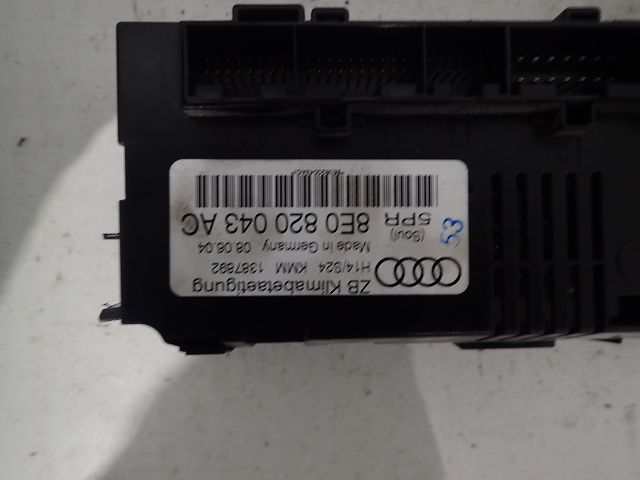 ZB Klimabetaetigung
H14/S24 KMM 1387892
Made in Germany 08.06.04
(Soul) 5PR
53
8E0 820 043 AC